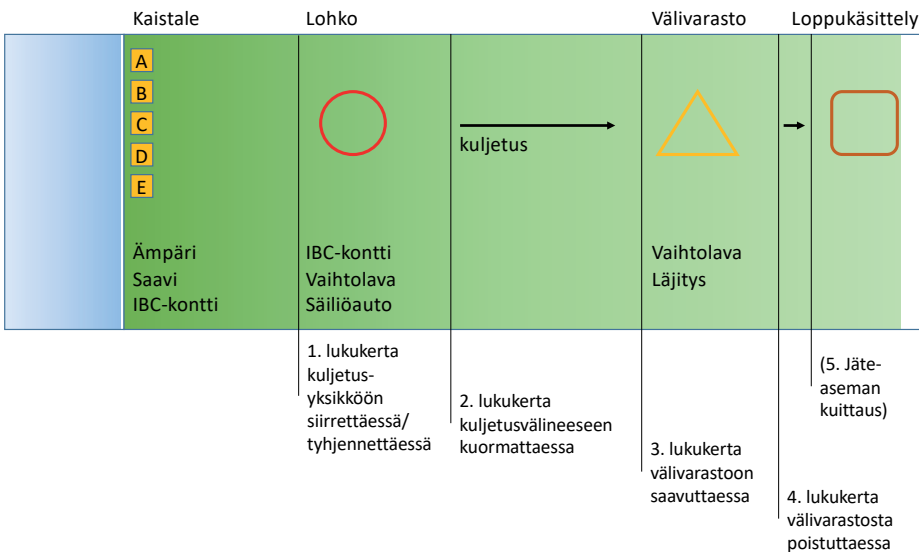 Kaistale
Lohko
Välivarasto
Loppukäsittely
A
B
C
D
E
kuljetus
Ämpäri
Saavi
IBC-kontti
IBC-kontti
Vaihtolava
Säiliöauto
Vaihtolava
Läjitys
1. lukukerta
kuljetus-
yksikköön
siirrettäessä/
tyhjennettäessä
2. lukukerta
kuljetusvälineeseen
kuormattaessa
3. lukukerta
välivarastoon
saavuttaessa
4. lukukerta
välivarastosta
poistuttaessa
(5. Jäte-
aseman
kuittaus)